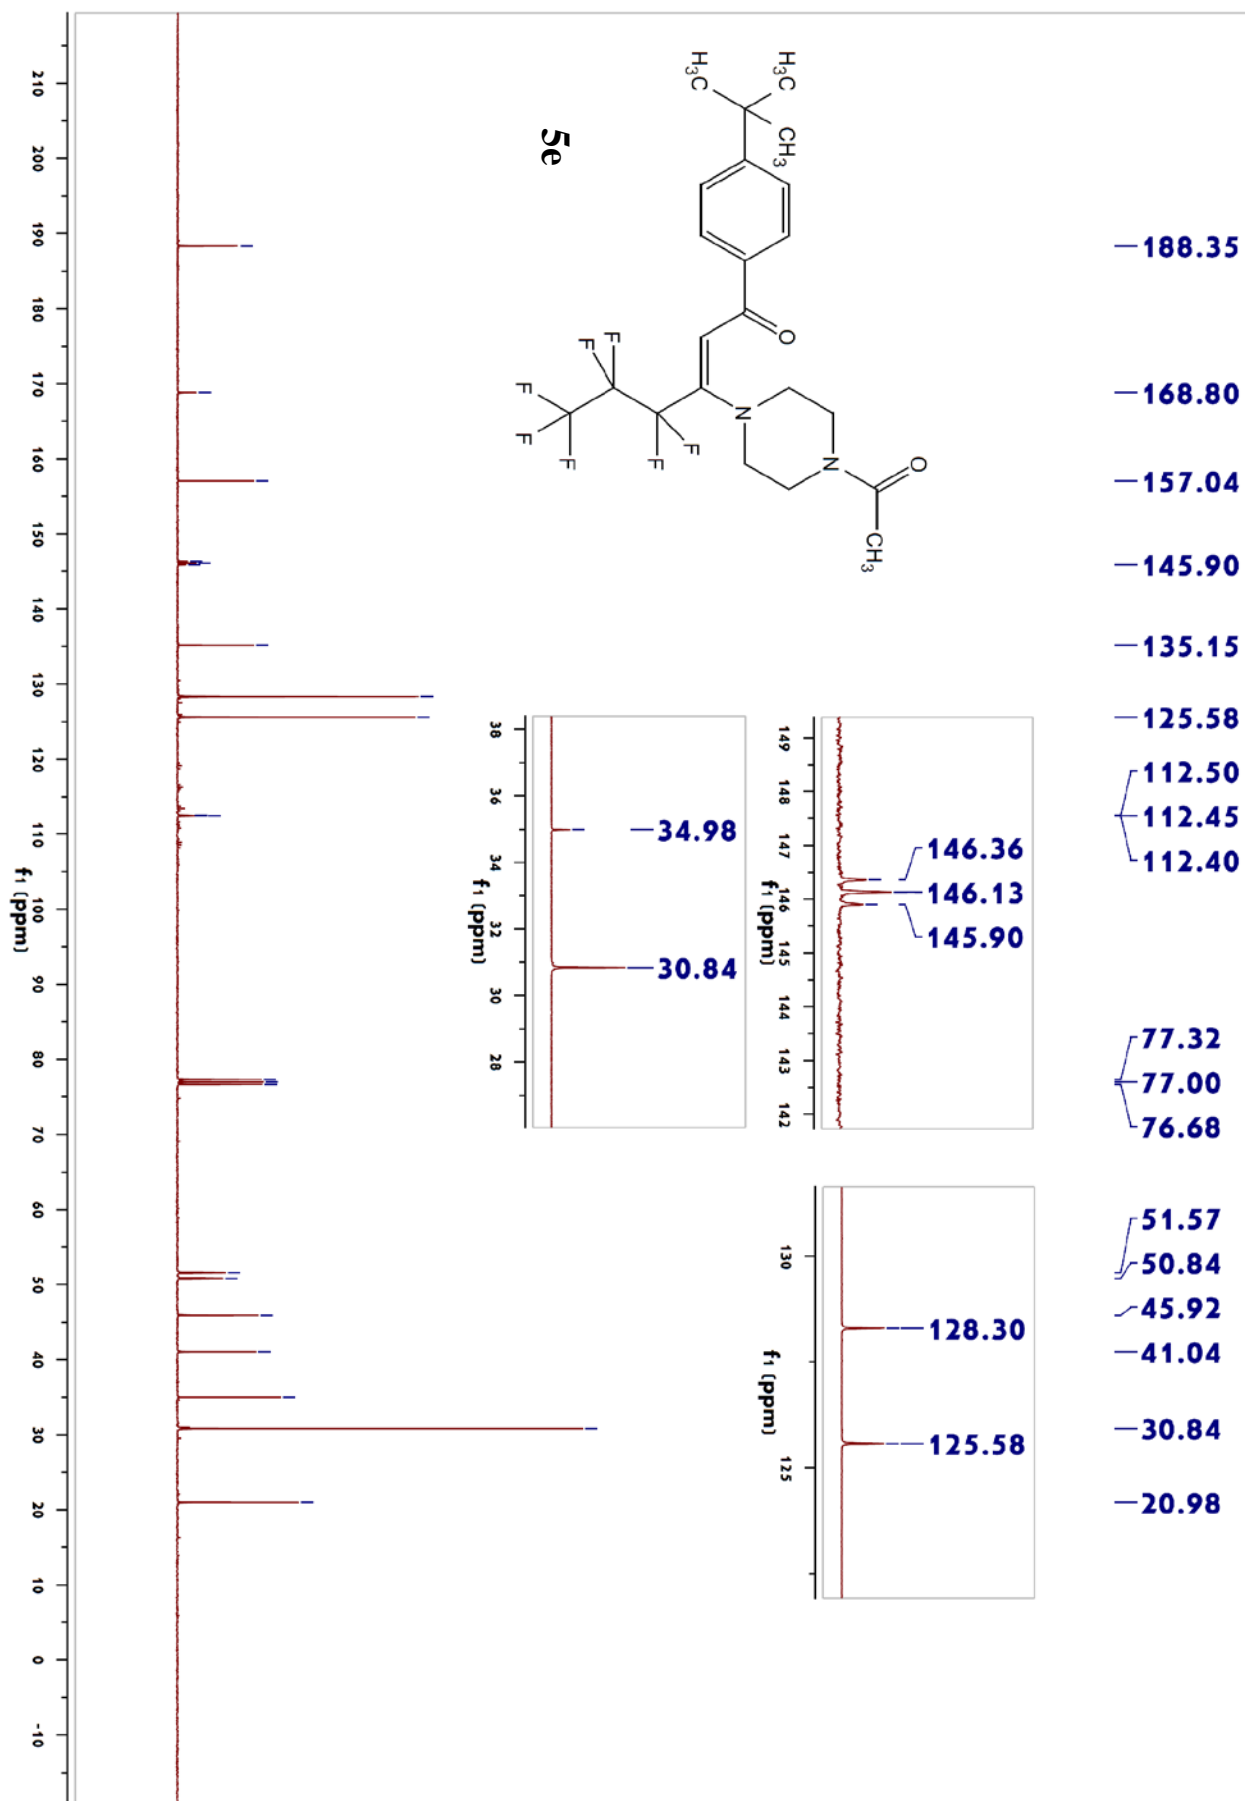 188.35
168.80
157.04
145.90
135.15
125.58
112.50
112.45
112.40
77.32
77.00
76.68
51.57
50.84
45.92
41.04
30.84
20.98
H3C
H3C
CH3
5e
O
F
F
F
F
F
F
F
N
N
O
CH3
146.36
146.13
145.90
149 148 147 146 145 144 143 142
f1 (ppm)
128.30
125.58
130 125
f1 (ppm)
34.98
30.84
38 36 34 32 30 28
f1 (ppm)
210 200 190 180 170 160 150 140 130 120 110 100 90 80 70 60 50 40 30 20 10 0 -10
f1 (ppm)